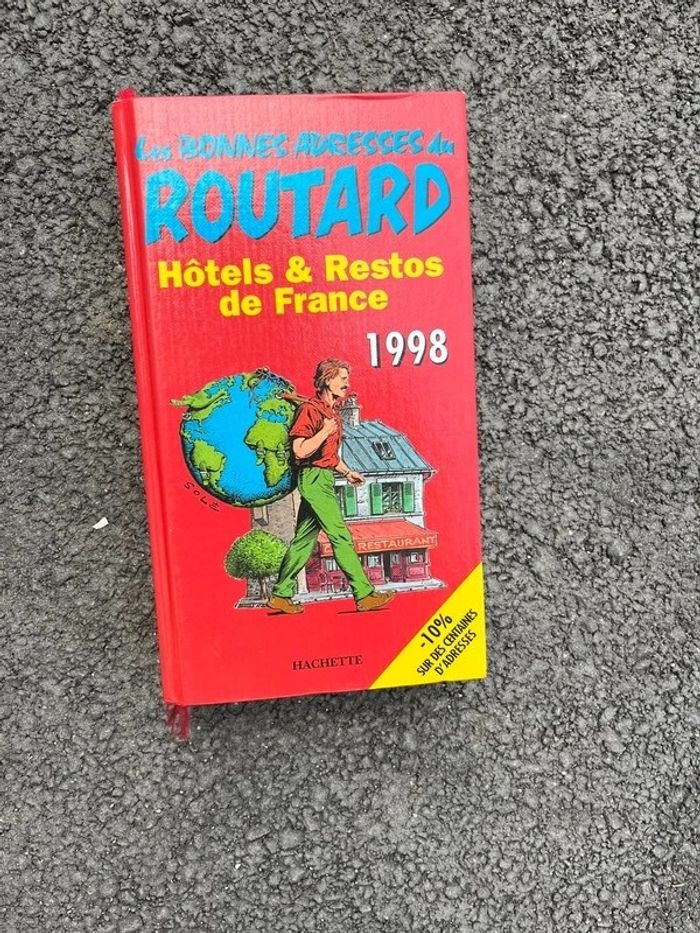 Les BONNES ADRESSES du
ROUTARD
Hôtels & Restos
de France
1998
SOLÉ
RESTAURANT
HACHETTE
-10%
SUR DES CENTAINES
D'ADRESSES